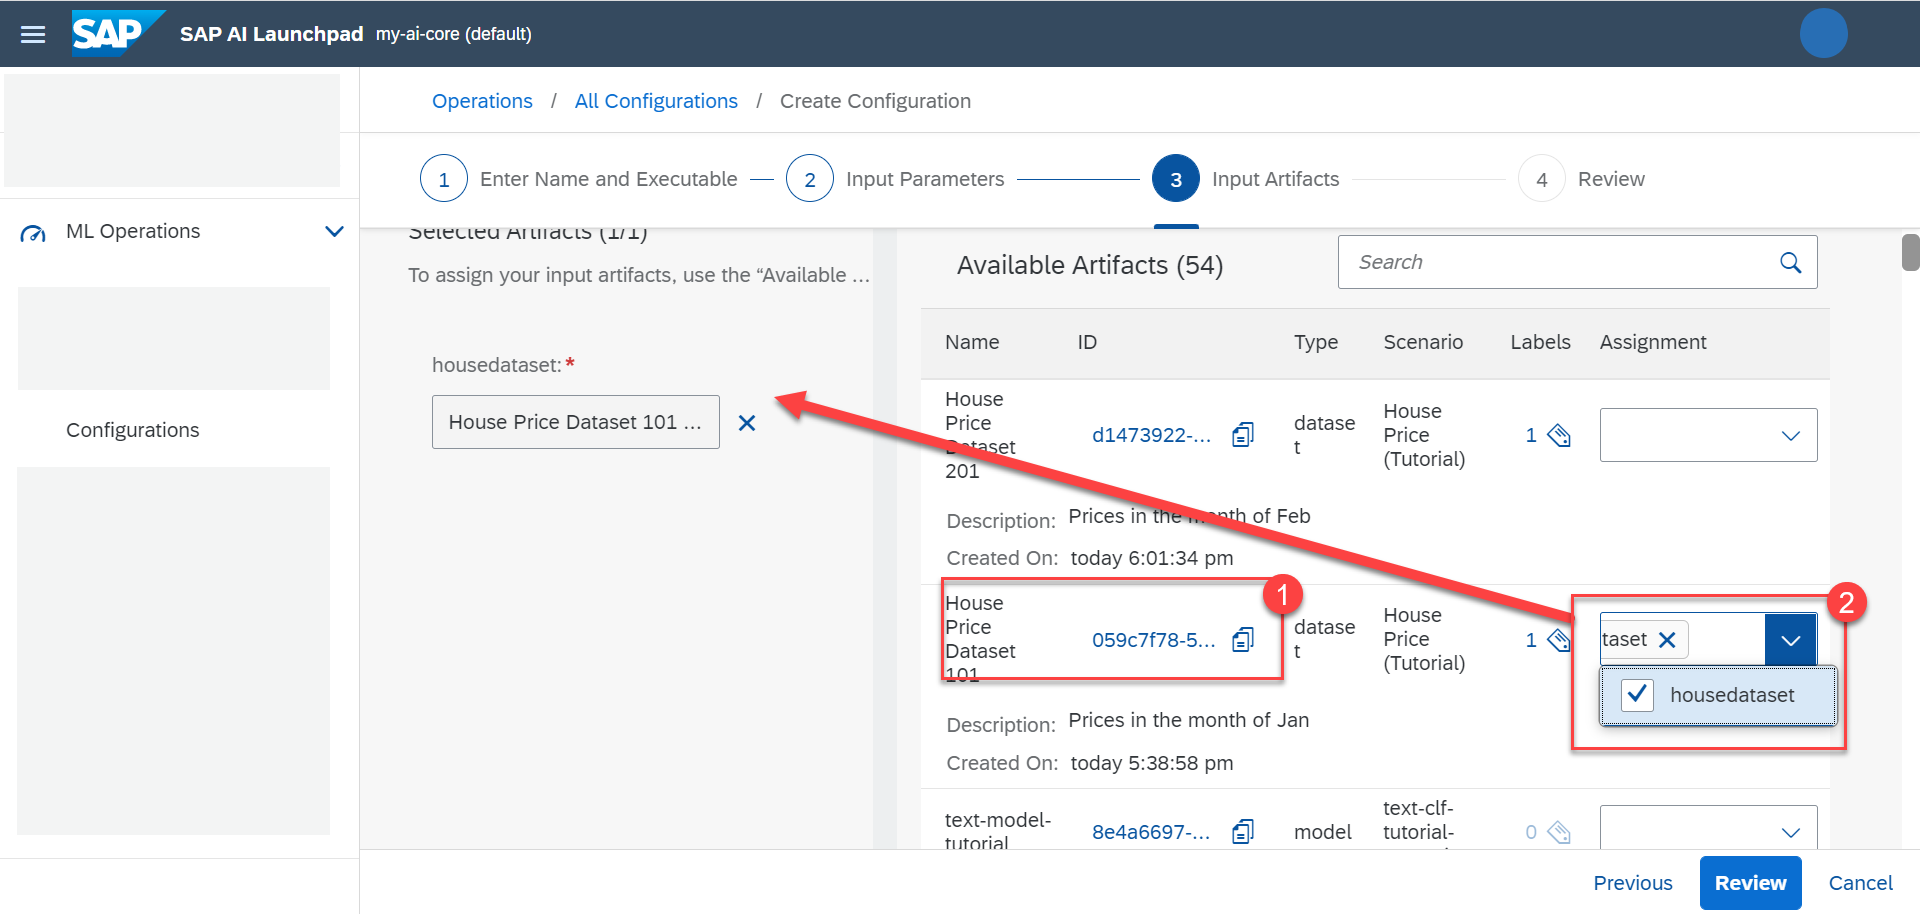 SAP SAP AI Launchpad my-ai-core (default)
Operations / All Configurations / Create Configuration
1 Enter Name and Executable 2 Input Parameters 3 Input Artifacts 4 Review
ML Operations
Configurations
Selected Artifacts (1/1)
To assign your input artifacts, use the “Available ...
housedataset:*
House Price Dataset 101 ...
Available Artifacts (54)
Search
Name ID Type Scenario Labels Assignment
House
Price
Dataset
201
d1473922-...
datase
t
House
Price
(Tutorial)
1
Description: Prices in the month of Feb
Created On: today 6:01:34 pm
1
2
House
Price
Dataset
101
059c7f78-5...
datase
t
House
Price
(Tutorial)
1
taset
housedataset
Description: Prices in the month of Jan
Created On: today 5:38:58 pm
text-model-
tutorial
8e4a6697-...
model
text-clf-
tutorial-
0
Previous Review Cancel